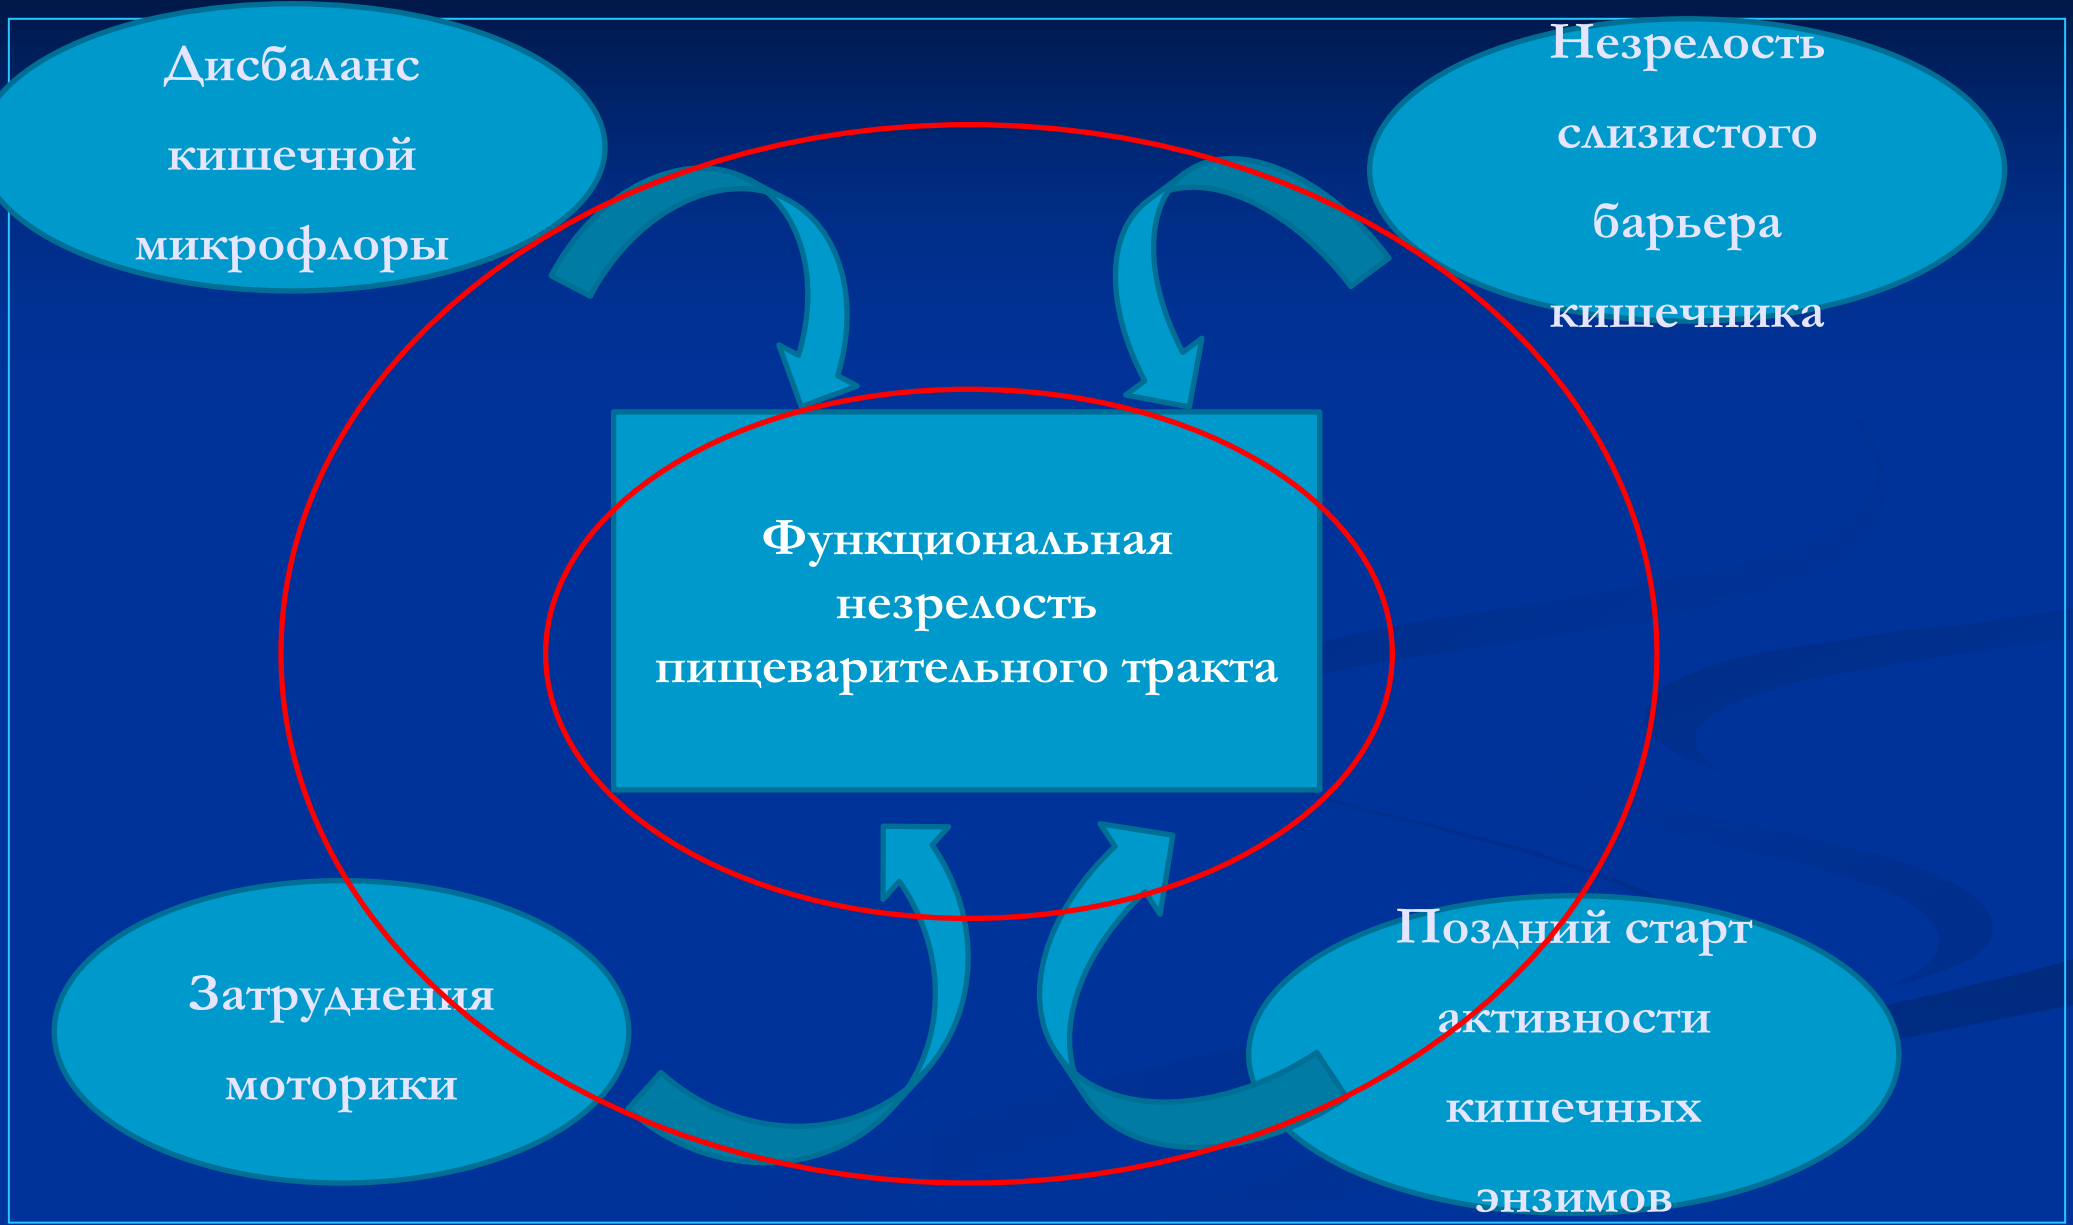 Дисбаланс
кишечной
микрофлоры
Незрелость
слизистого
барьера
кишечника
Функциональная
незрелость
пищеварительного тракта
Затруднения
моторики
Поздний старт
активности
кишечных
энзимов